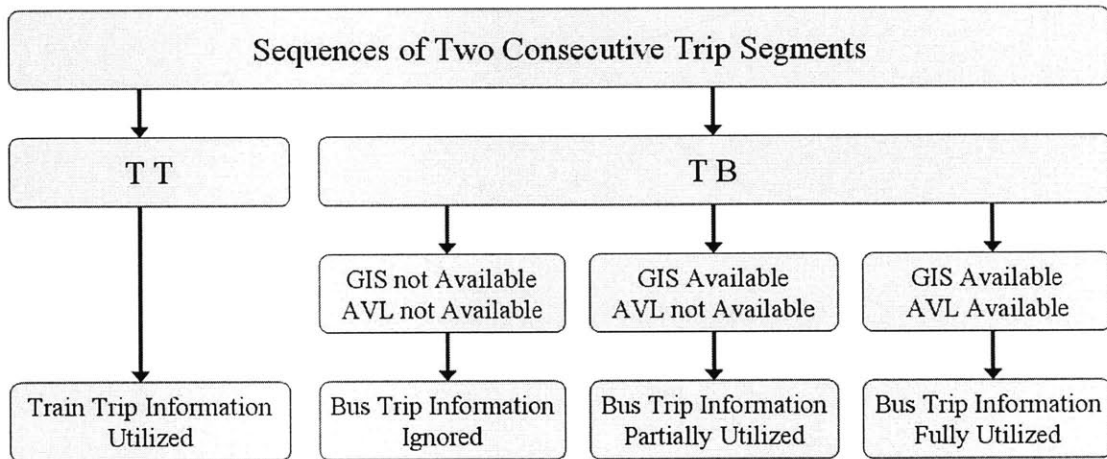 Sequences of Two Consecutive Trip Segments
T T
T B
GIS not Available
AVL not Available
GIS Available
AVL not Available
GIS Available
AVL Available
Train Trip Information
Utilized
Bus Trip Information
Ignored
Bus Trip Information
Partially Utilized
Bus Trip Information
Fully Utilized